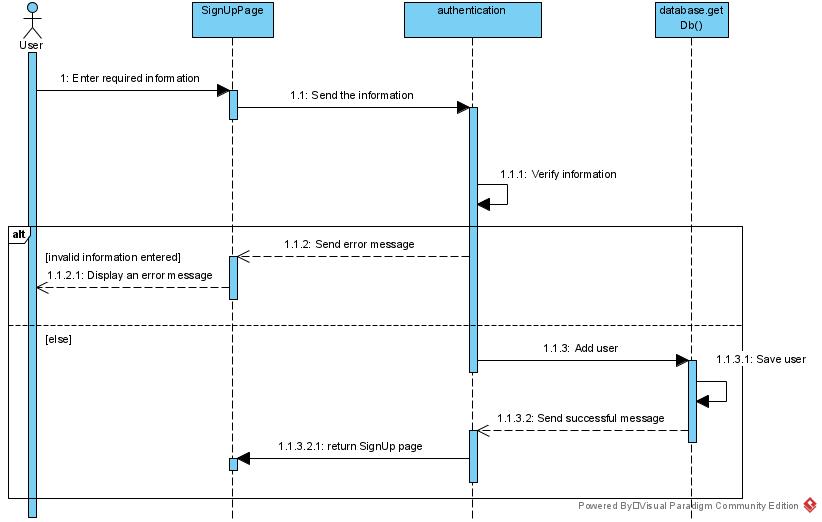 SignUpPage
authentication
database.get
Db()
User
1: Enter required information
1.1: Send the information
1.1.1: Verify information
alt
1.1.2: Send error message
[invalid information entered]
1.1.2.1: Display an error message
[else]
1.1.3: Add user
1.1.3.1: Save user
1.1.3.2: Send successful message
1.1.3.2.1: return SignUp page
Powered By□Visual Paradigm Community Edition